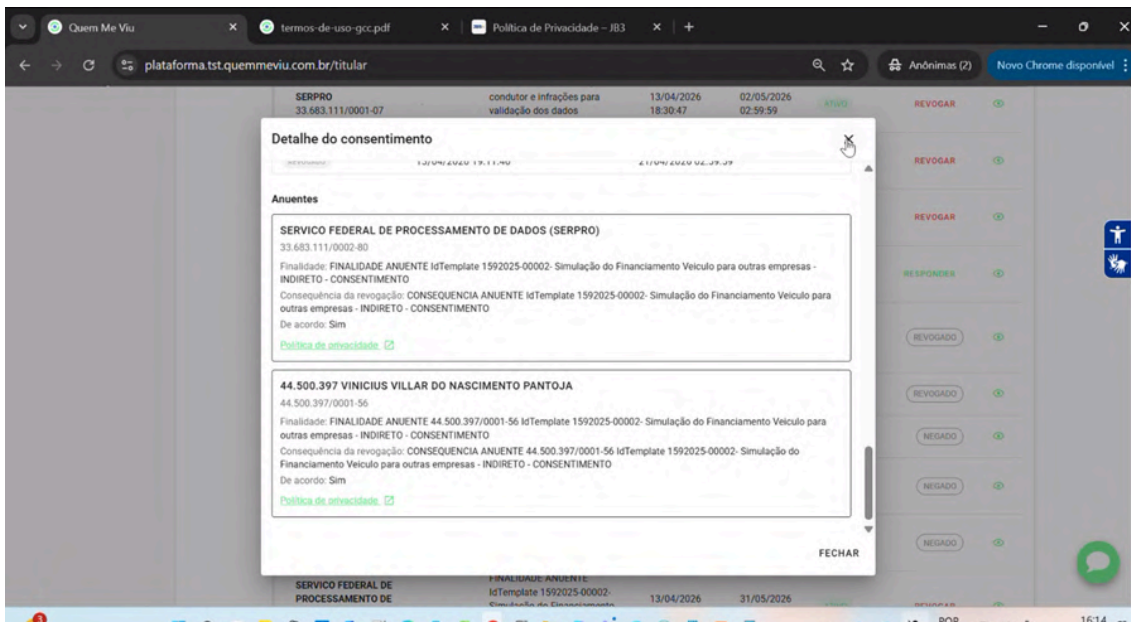 Quem Me Viu
termos-de-uso-gcc.pdf
Política de Privacidade – JB3
plataforma.tst.quemmeviu.com.br/titular
Anônimas (2)
Novo Chrome disponível
SERPRO
33.683.111/0001-07
condutor e infrações para
validação dos dados
13/04/2026
18:30:47
02/05/2026
02:59:59
ATIVO
REVOGAR
Detalhe do consentimento
REVOGAR
Anuentes
REVOGAR
SERVICO FEDERAL DE PROCESSAMENTO DE DADOS (SERPRO)
33.683.111/0002-80
Finalidade: FINALIDADE ANUENTE IdTemplate 1592025-00002- Simulação do Financiamento Veiculo para outras empresas -
INDIRETO - CONSENTIMENTO
RESPONDER
Consequência da revogação: CONSEQUENCIA ANUENTE IdTemplate 1592025-00002- Simulação do Financiamento Veiculo para
outras empresas - INDIRETO - CONSENTIMENTO
De acordo: Sim
REVOGADO
Política de privacidade
44.500.397 VINICIUS VILLAR DO NASCIMENTO PANTOJA
44.500.397/0001-56
REVOGADO
Finalidade: FINALIDADE ANUENTE 44.500.397/0001-56 IdTemplate 1592025-00002- Simulação do Financiamento Veiculo para
outras empresas - INDIRETO - CONSENTIMENTO
NEGADO
Consequência da revogação: CONSEQUENCIA ANUENTE 44.500.397/0001-56 IdTemplate 1592025-00002- Simulação do
Financiamento Veiculo para outras empresas - INDIRETO - CONSENTIMENTO
De acordo: Sim
NEGADO
Política de privacidade
NEGADO
FECHAR
SERVICO FEDERAL DE
PROCESSAMENTO DE
FINALIDADE ANUENTE
IdTemplate 1592025-00002-
Simulação do Financiamento
13/04/2026
31/05/2026
POR
16:14